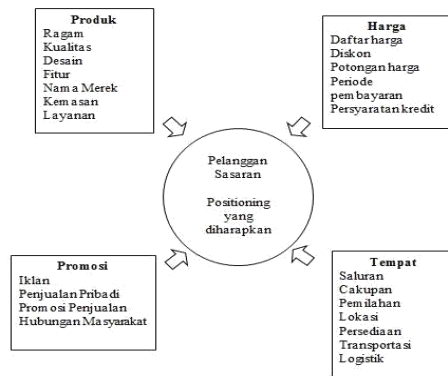 Produk
Ragam
Kualitas
Desain
Fitur
Nama Merek
Kemasan
Layanan
Harga
Daftar harga
Diskon
Potongan harga
Periode
pembayaran
Persyaratan kredit
Pelanggan
Sasaran
Positioning
yang
diharapkan
Promosi
Iklan
Penjualan Pribadi
Promosi Penjualan
Hubungan Masyarakat
Tempat
Saluran
Cakupan
Pemilahan
Lokasi
Persediaan
Transportasi
Logistik